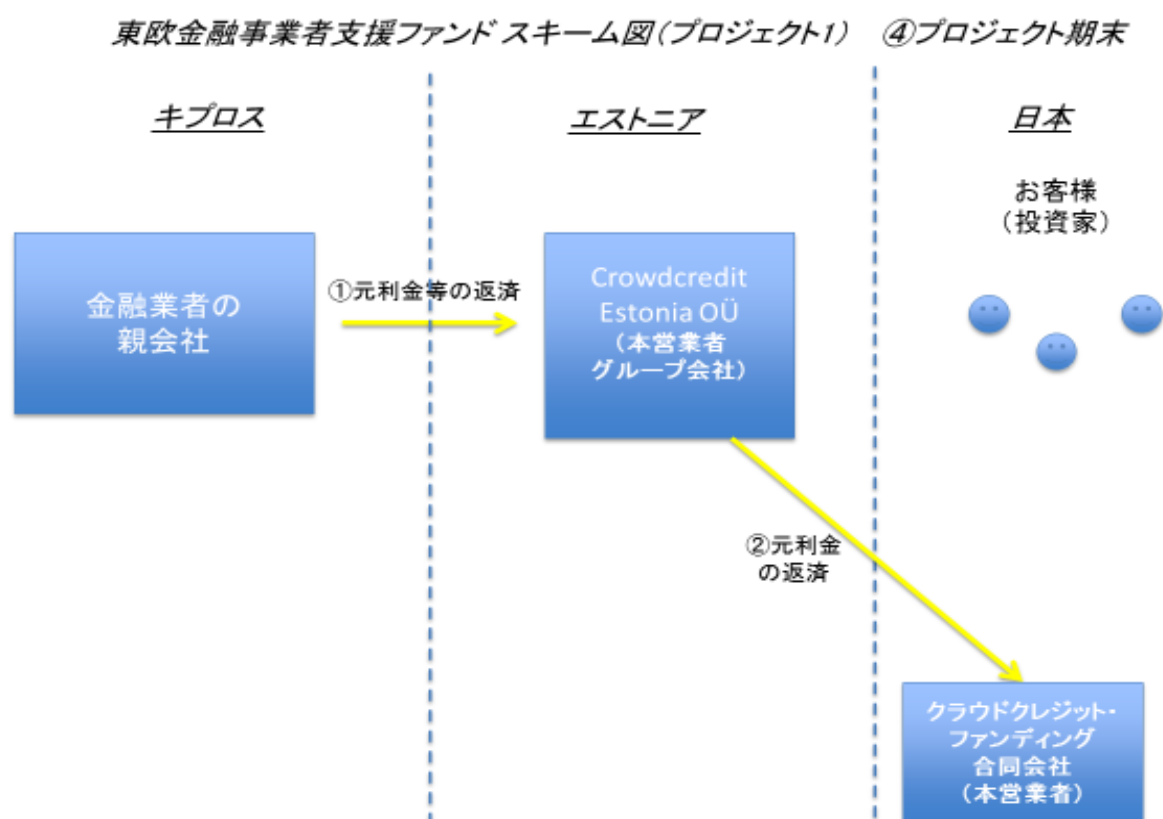 東欧金融事業者支援ファンド スキーム図(プロジェクト1) ④プロジェクト期末
キプロス
エストニア
日本
お客様
(投資家)
金融業者の
親会社
①元利金等の返済
Crowdcredit
Estonia OÜ
(本営業者
グループ会社)
②元利金
の返済
クラウドクレジット・
ファンディング
合同会社
(本営業者)